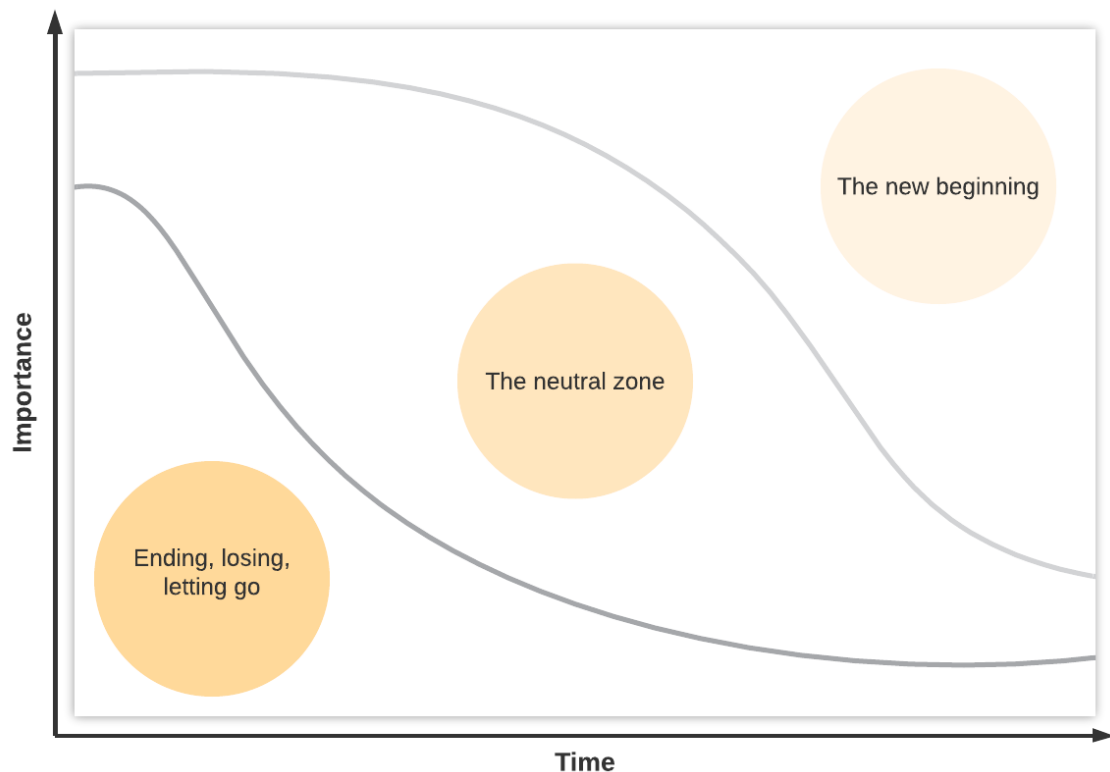 The new beginning
The neutral zone
Importance
Ending, losing,
letting go
Time